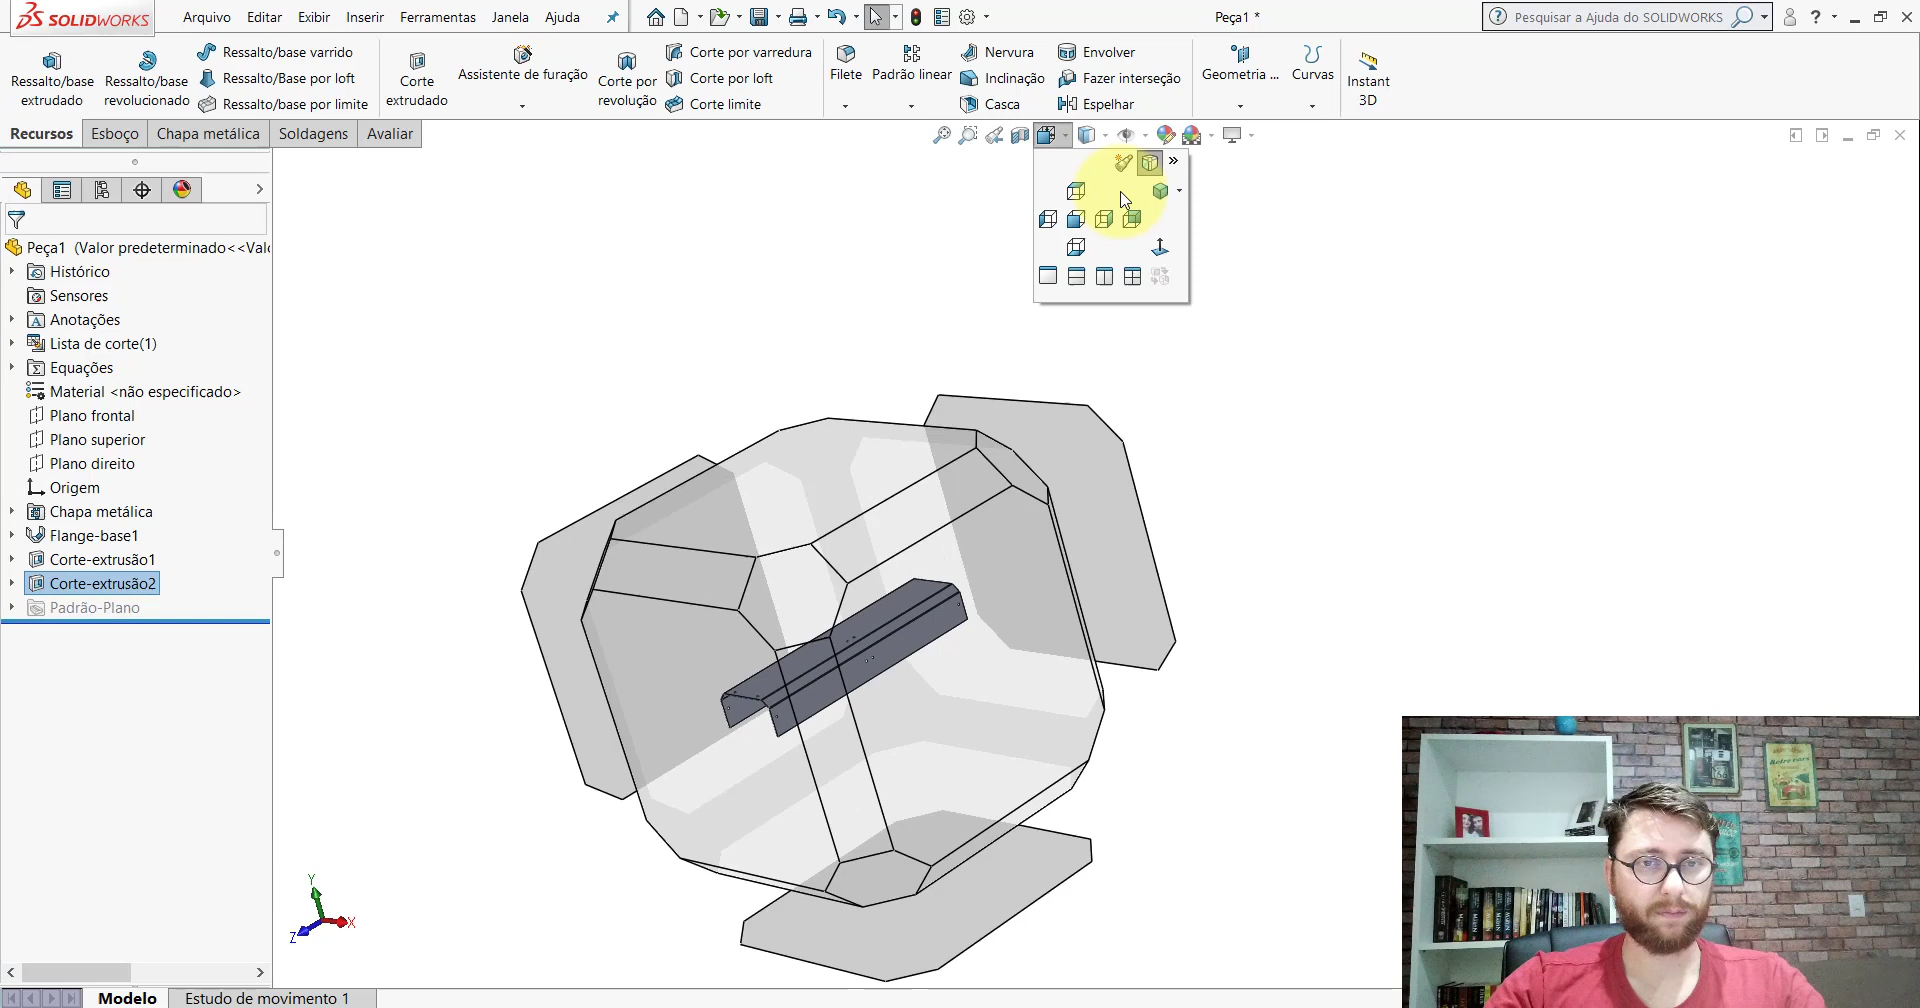 SOLIDWORKS
Arquivo Editar Exibir Inserir Ferramentas Janela Ajuda
Peça1 *
Pesquisar a Ajuda do SOLIDWORKS
Ressalto/base extrudado
Ressalto/base revolucionado
Ressalto/base varrido
Ressalto/Base por loft
Ressalto/base por limite
Corte extrudado
Assistente de furação
Corte por revolução
Corte por varredura
Corte por loft
Corte limite
Filete
Padrão linear
Nervura
Inclinação
Casca
Envolver
Fazer interseção
Espelhar
Geometria ...
Curvas
Instant 3D
Recursos Esboço Chapa metálica Soldagens Avaliar
Peça1 (Valor predeterminado<<Val
Histórico
Sensores
Anotações
Lista de corte(1)
Equações
Material <não especificado>
Plano frontal
Plano superior
Plano direito
Origem
Chapa metálica
Flange-base1
Corte-extrusão1
Corte-extrusão2
Padrão-Plano
Y
X
Z
Modelo Estudo de movimento 1